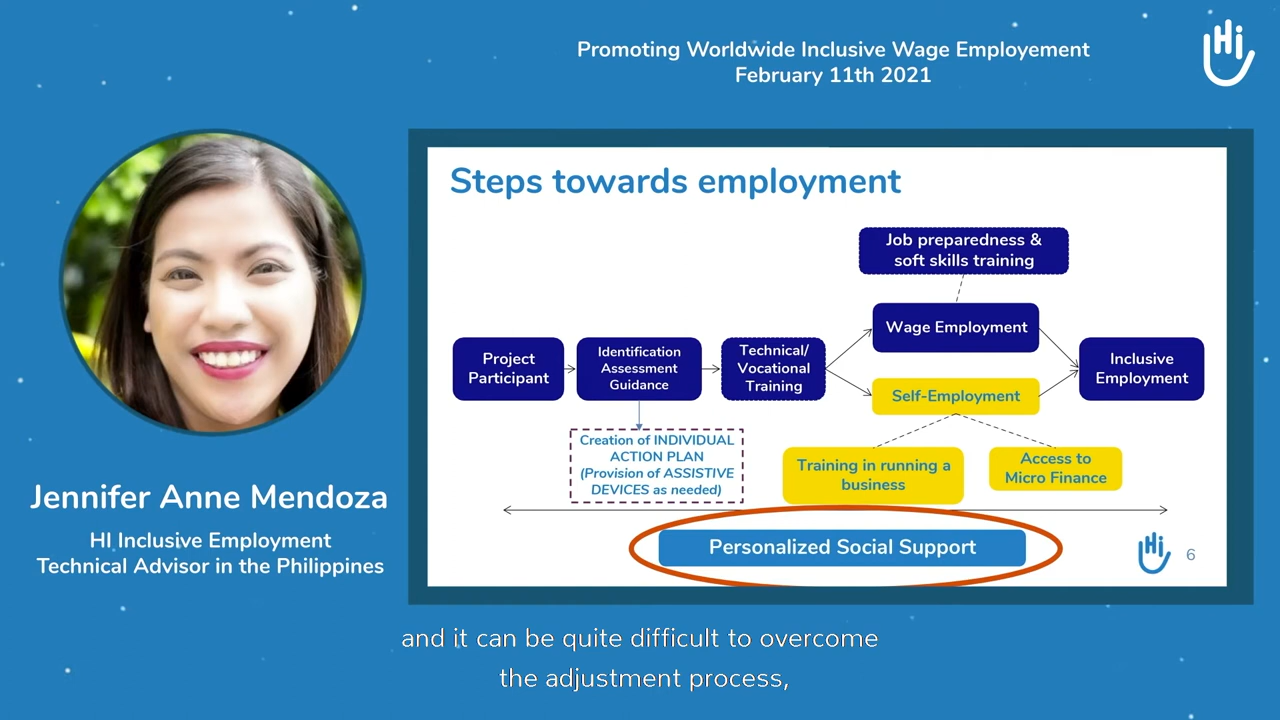 Promoting Worldwide Inclusive Wage Employement
February 11th 2021
Hi
Steps towards employment
Job preparedness &
soft skills training
Wage Employment
Project
Participant
Identification
Assessment
Guidance
Technical/
Vocational
Training
Inclusive
Employment
Self-Employment
Creation of INDIVIDUAL
ACTION PLAN
(Provision of ASSISTIVE
DEVICES as needed)
Training in running a
business
Access to
Micro Finance
Personalized Social Support
Hi
6
Jennifer Anne Mendoza
HI Inclusive Employment
Technical Advisor in the Philippines
and it can be quite difficult to overcome
the adjustment process,